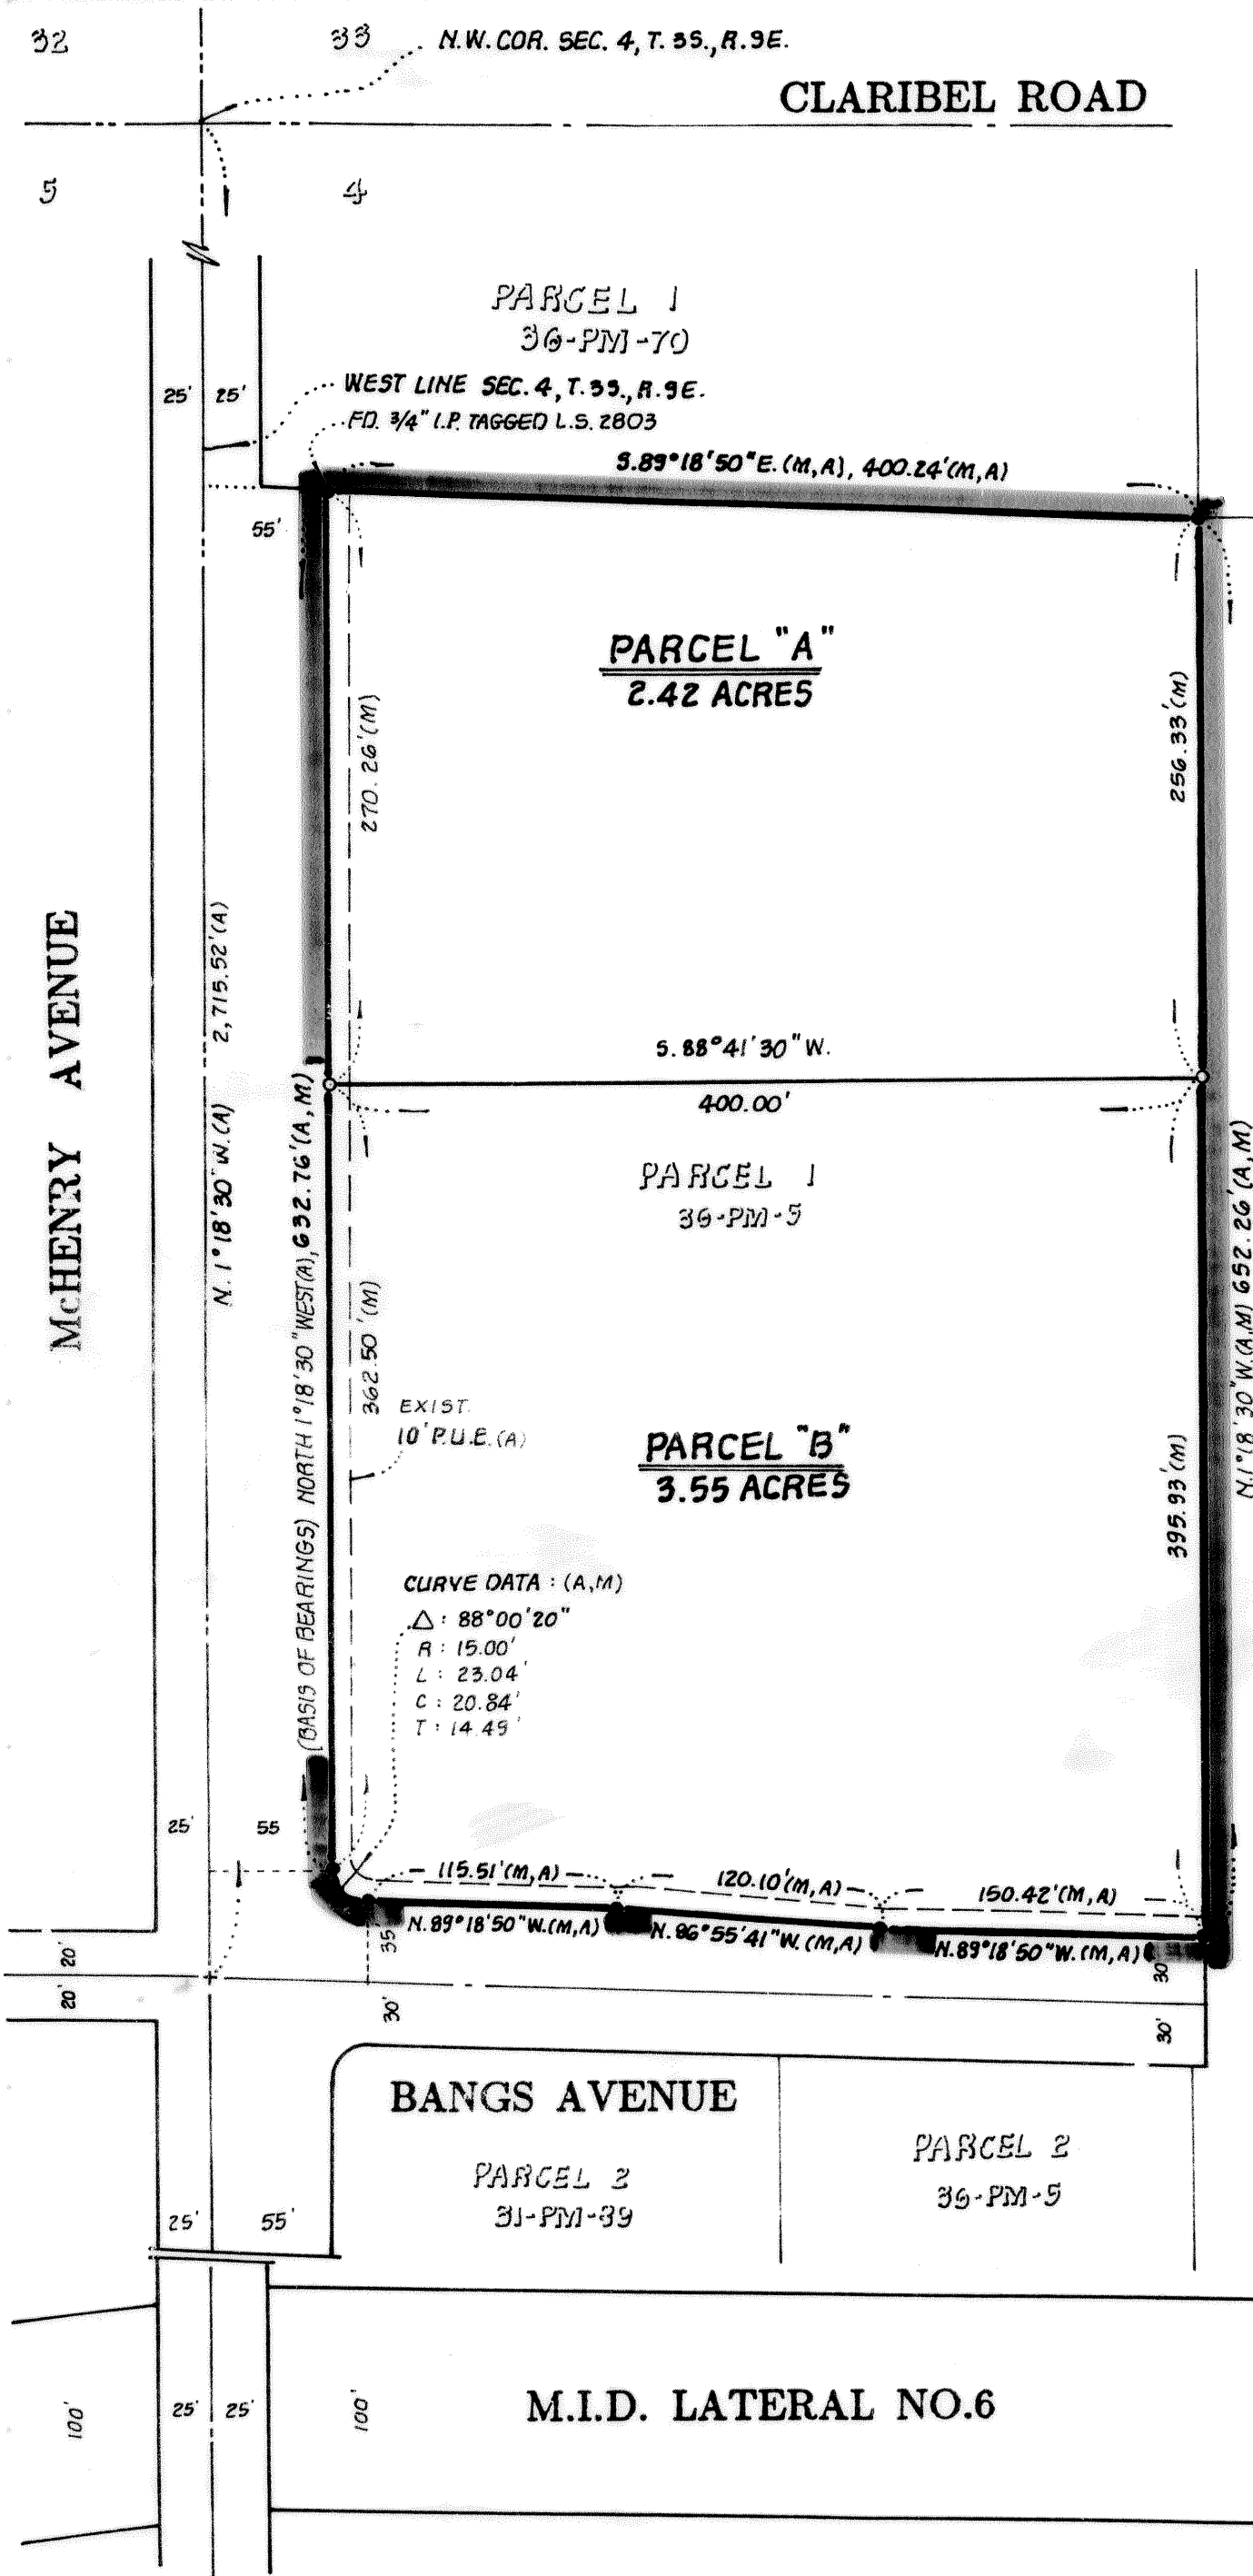 32
33
N.W. COR. SEC. 4, T. 3S., R. 9E.
CLARIBEL ROAD
5
4
PARCEL 1
36-PM-70
25'
25'
WEST LINE SEC. 4, T. 3S., R. 9E.
FD. 3/4" I.P. TAGGED L.S. 2803
S. 89°18'50" E. (M,A), 400.24' (M,A)
55'
PARCEL "A"
2.42 ACRES
270.26' (M)
256.33' (M)
McHENRY AVENUE
2,715.52' (A)
N. 1°18'30" W. (A)
S. 88°41'30" W.
400.00'
PARCEL 1
36-PM-5
(BASIS OF BEARINGS) NORTH 1°18'30" WEST (A), 632.76' (A,M)
N. 1°18'30" W. (A,M) 652.26' (A,M)
362.50' (M)
EXIST.
10' P.U.E. (A)
PARCEL "B"
3.55 ACRES
395.93' (M)
CURVE DATA : (A,M)
Δ : 88°00'20"
R : 15.00'
L : 23.04'
C : 20.84'
T : 14.49'
25'
55
115.51' (M,A)
120.10' (M,A)
150.42' (M,A)
N. 89°18'50" W. (M,A)
N. 86°55'41" W. (M,A)
N. 89°18'50" W. (M,A)
35'
30'
20'
20'
30'
30'
BANGS AVENUE
PARCEL 2
31-PM-39
PARCEL 2
36-PM-5
25'
55'
100'
25'
25'
100'
M.I.D. LATERAL NO.6